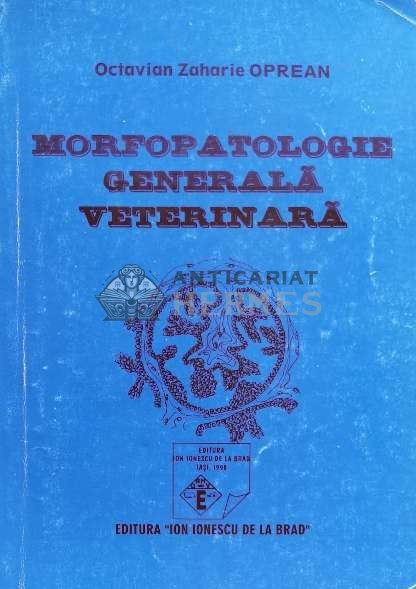 Octavian Zaharie OPREAN
MORFOPATOLOGIE
GENERALĂ
VETERINARĂ
ANTICARIAT
HERMES
EDITURA
ION IONESCU DE LA BRAD
IAŞI, 1998
E
EDITURA "ION IONESCU DE LA BRAD"